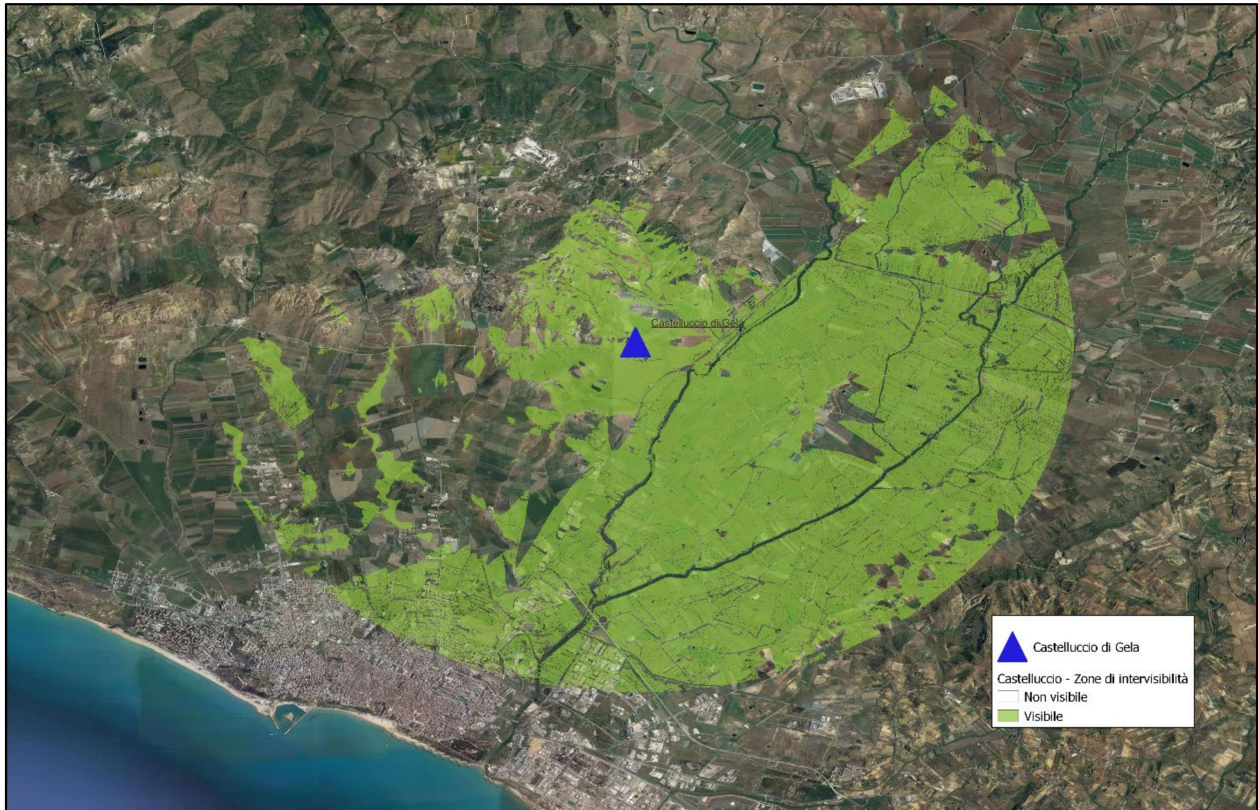 Castelluccio di Gela
Castelluccio di Gela
Castelluccio - Zone di intervisibilità
Non visibile
Visibile